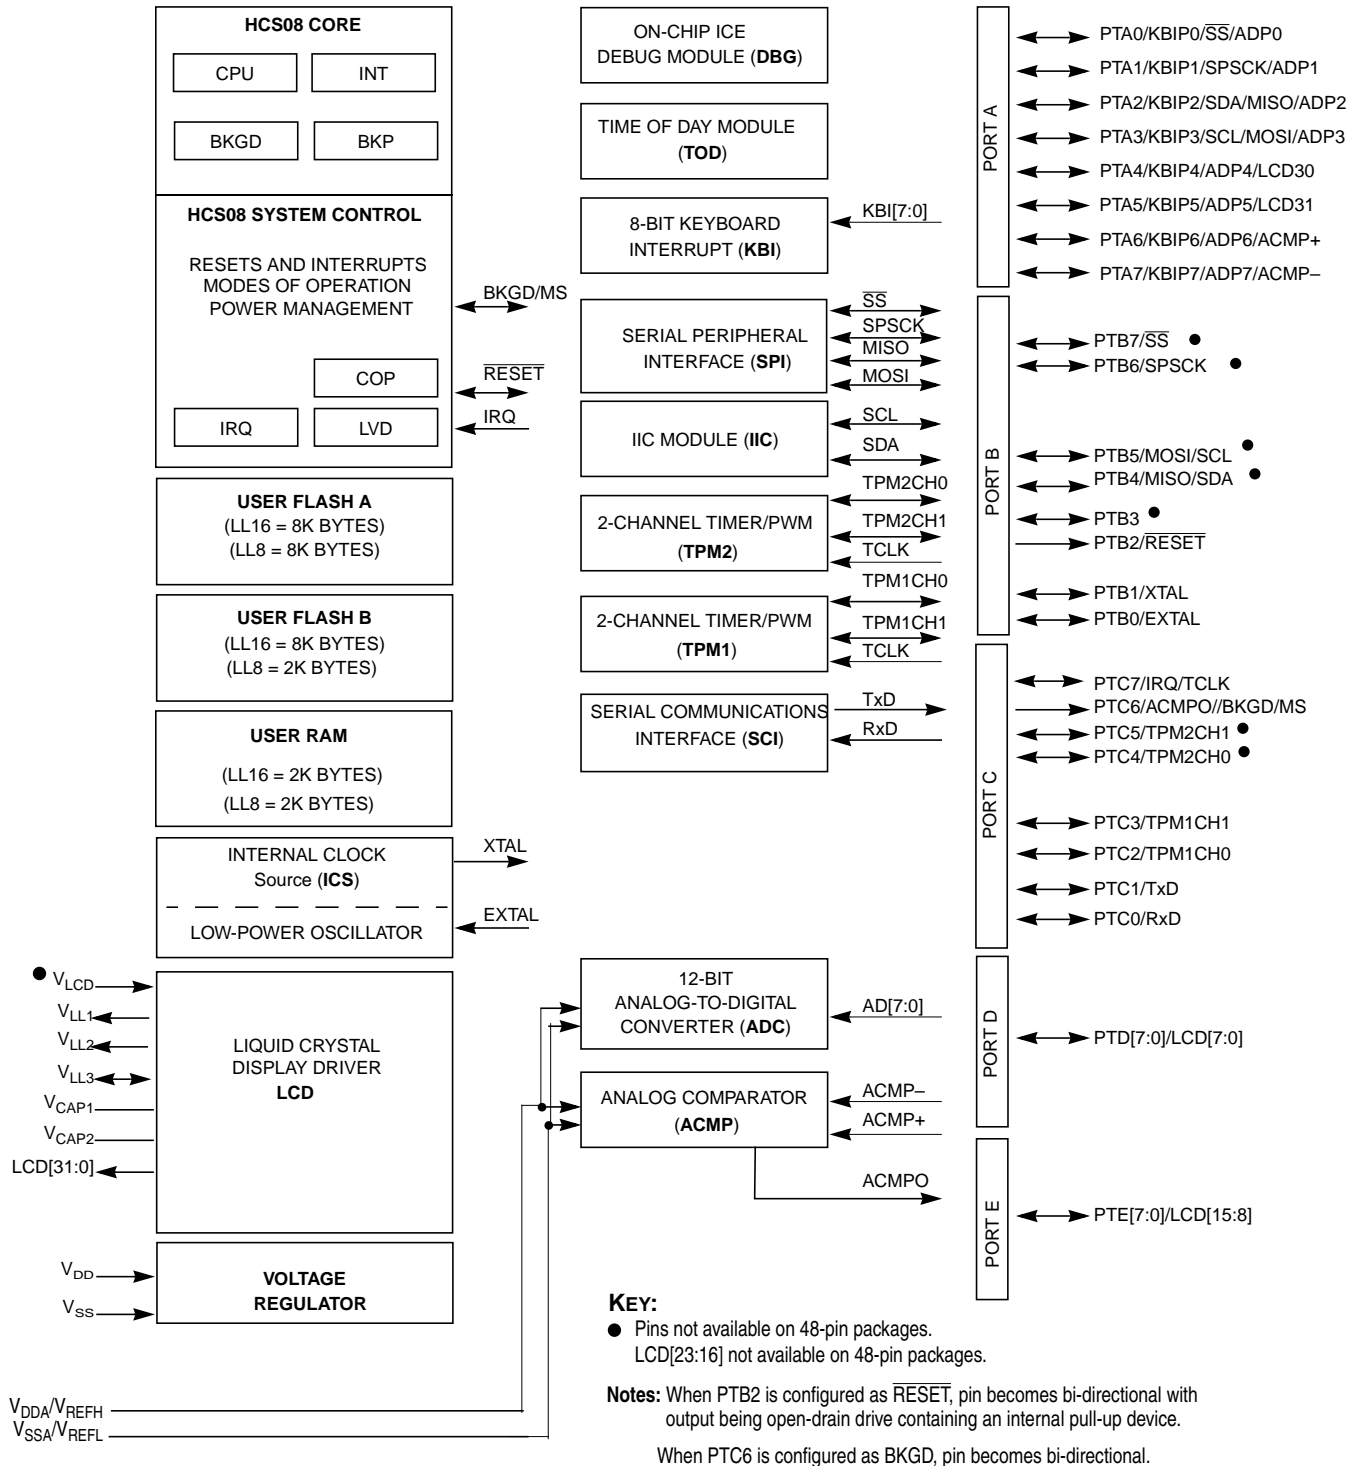 HCS08 CORE
CPU
INT
BKGD
BKP
HCS08 SYSTEM CONTROL
RESETS AND INTERRUPTS
MODES OF OPERATION
POWER MANAGEMENT
COP
IRQ
LVD
BKGD/MS
RESET
IRQ
USER FLASH A
(LL16 = 8K BYTES)
(LL8 = 8K BYTES)
USER FLASH B
(LL16 = 8K BYTES)
(LL8 = 2K BYTES)
USER RAM
(LL16 = 2K BYTES)
(LL8 = 2K BYTES)
INTERNAL CLOCK
Source (ICS)
LOW-POWER OSCILLATOR
XTAL
EXTAL
● VLCD
VLL1
VLL2
VLL3
VCAP1
VCAP2
LCD[31:0]
LIQUID CRYSTAL
DISPLAY DRIVER
LCD
VDD
VSS
VOLTAGE
REGULATOR
VDDA/VREFH
VSSA/VREFL
ON-CHIP ICE
DEBUG MODULE (DBG)
TIME OF DAY MODULE
(TOD)
8-BIT KEYBOARD
INTERRUPT (KBI)
KBI[7:0]
SERIAL PERIPHERAL
INTERFACE (SPI)
SS
SPSCK
MISO
MOSI
IIC MODULE (IIC)
SCL
SDA
2-CHANNEL TIMER/PWM
(TPM2)
TPM2CH0
TPM2CH1
TCLK
2-CHANNEL TIMER/PWM
(TPM1)
TPM1CH0
TPM1CH1
TCLK
SERIAL COMMUNICATIONS
INTERFACE (SCI)
TxD
RxD
12-BIT
ANALOG-TO-DIGITAL
CONVERTER (ADC)
AD[7:0]
ANALOG COMPARATOR
(ACMP)
ACMP–
ACMP+
ACMPO
PORT A
PTA0/KBIP0/SS/ADP0
PTA1/KBIP1/SPSCK/ADP1
PTA2/KBIP2/SDA/MISO/ADP2
PTA3/KBIP3/SCL/MOSI/ADP3
PTA4/KBIP4/ADP4/LCD30
PTA5/KBIP5/ADP5/LCD31
PTA6/KBIP6/ADP6/ACMP+
PTA7/KBIP7/ADP7/ACMP–
PORT B
PTB7/SS ●
PTB6/SPSCK ●
PTB5/MOSI/SCL ●
PTB4/MISO/SDA ●
PTB3 ●
PTB2/RESET
PTB1/XTAL
PTB0/EXTAL
PORT C
PTC7/IRQ/TCLK
PTC6/ACMPO//BKGD/MS
PTC5/TPM2CH1 ●
PTC4/TPM2CH0 ●
PTC3/TPM1CH1
PTC2/TPM1CH0
PTC1/TxD
PTC0/RxD
PORT D
PTD[7:0]/LCD[7:0]
PORT E
PTE[7:0]/LCD[15:8]
KEY:
● Pins not available on 48-pin packages.
LCD[23:16] not available on 48-pin packages.
Notes: When PTB2 is configured as RESET, pin becomes bi-directional with
output being open-drain drive containing an internal pull-up device.
When PTC6 is configured as BKGD, pin becomes bi-directional.